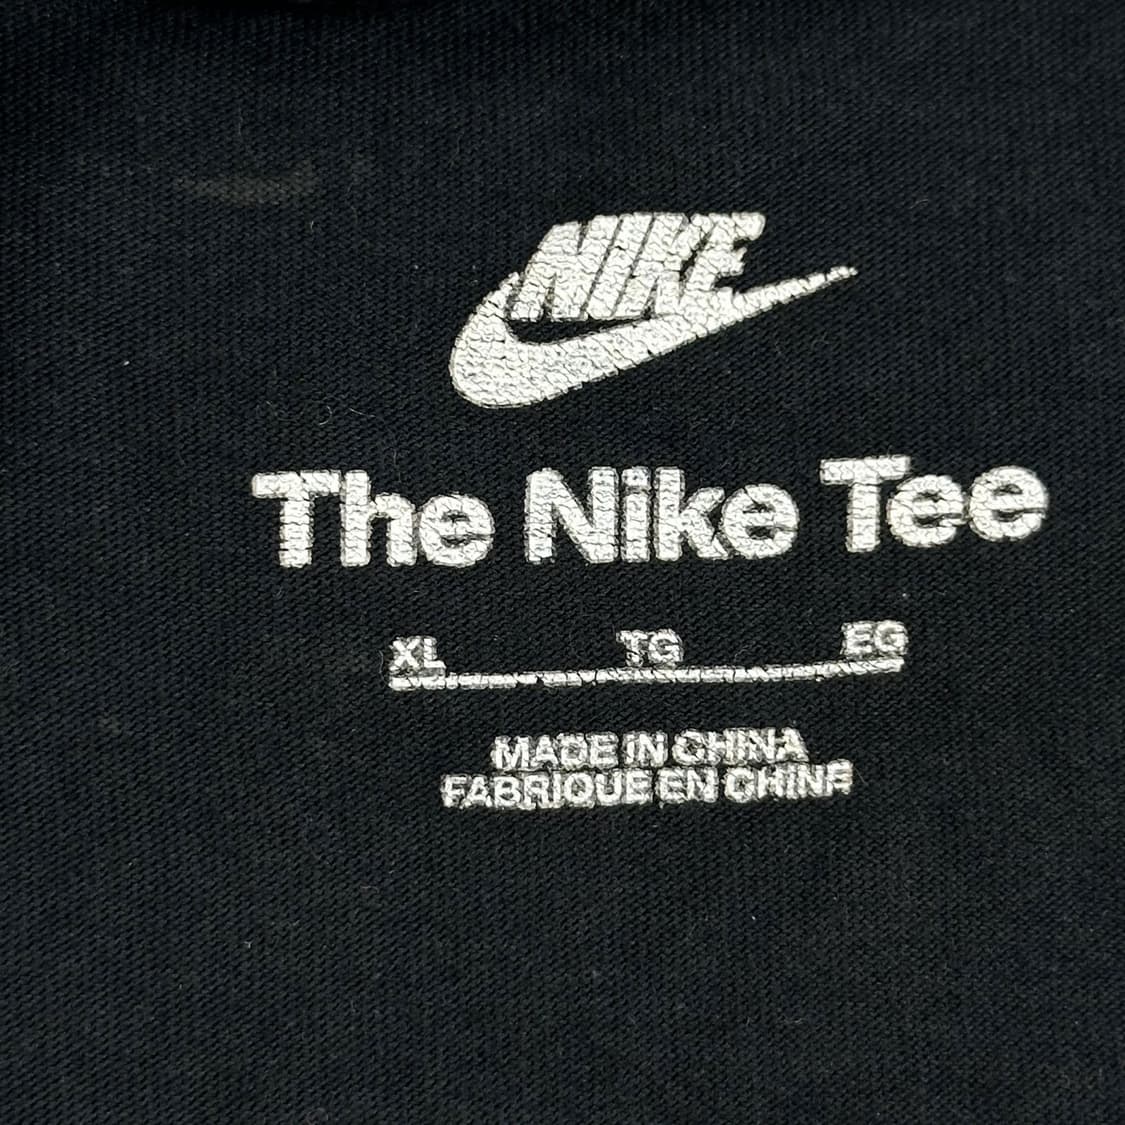 NIKE
The Nike Tee
XL TG EG
MADE IN CHINA
FABRIQUE EN CHINE